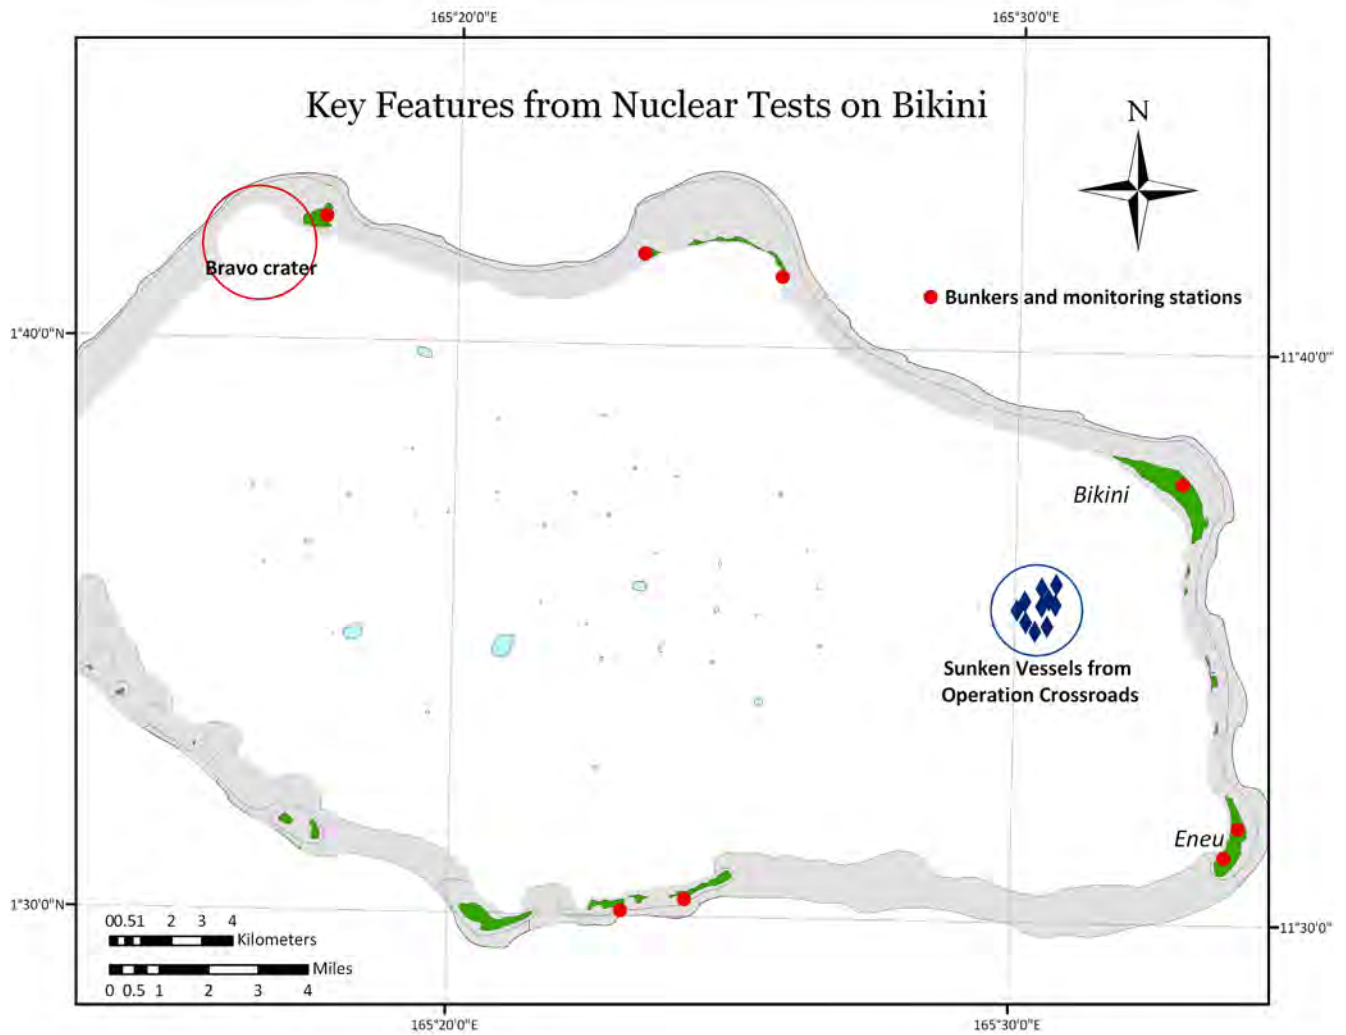 165°20'0"E
165°30'0"E
Key Features from Nuclear Tests on Bikini
N
Bravo crater
Bunkers and monitoring stations
1°40'0"N
11°40'0"
Bikini
Sunken Vessels from
Operation Crossroads
Eneu
1°30'0"N
11°30'0"
00.51 2 3 4
Kilometers
Miles
0 0.5 1 2 3 4
165°20'0"E
165°30'0"E